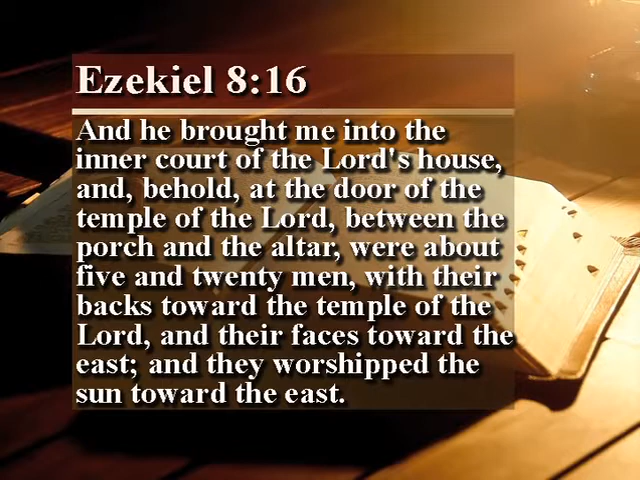 Ezekiel 8:16
And he brought me into the
inner court of the Lord's house,
and, behold, at the door of the
temple of the Lord, between the
porch and the altar, were about
five and twenty men, with their
backs toward the temple of the
Lord, and their faces toward the
east; and they worshipped the
sun toward the east.